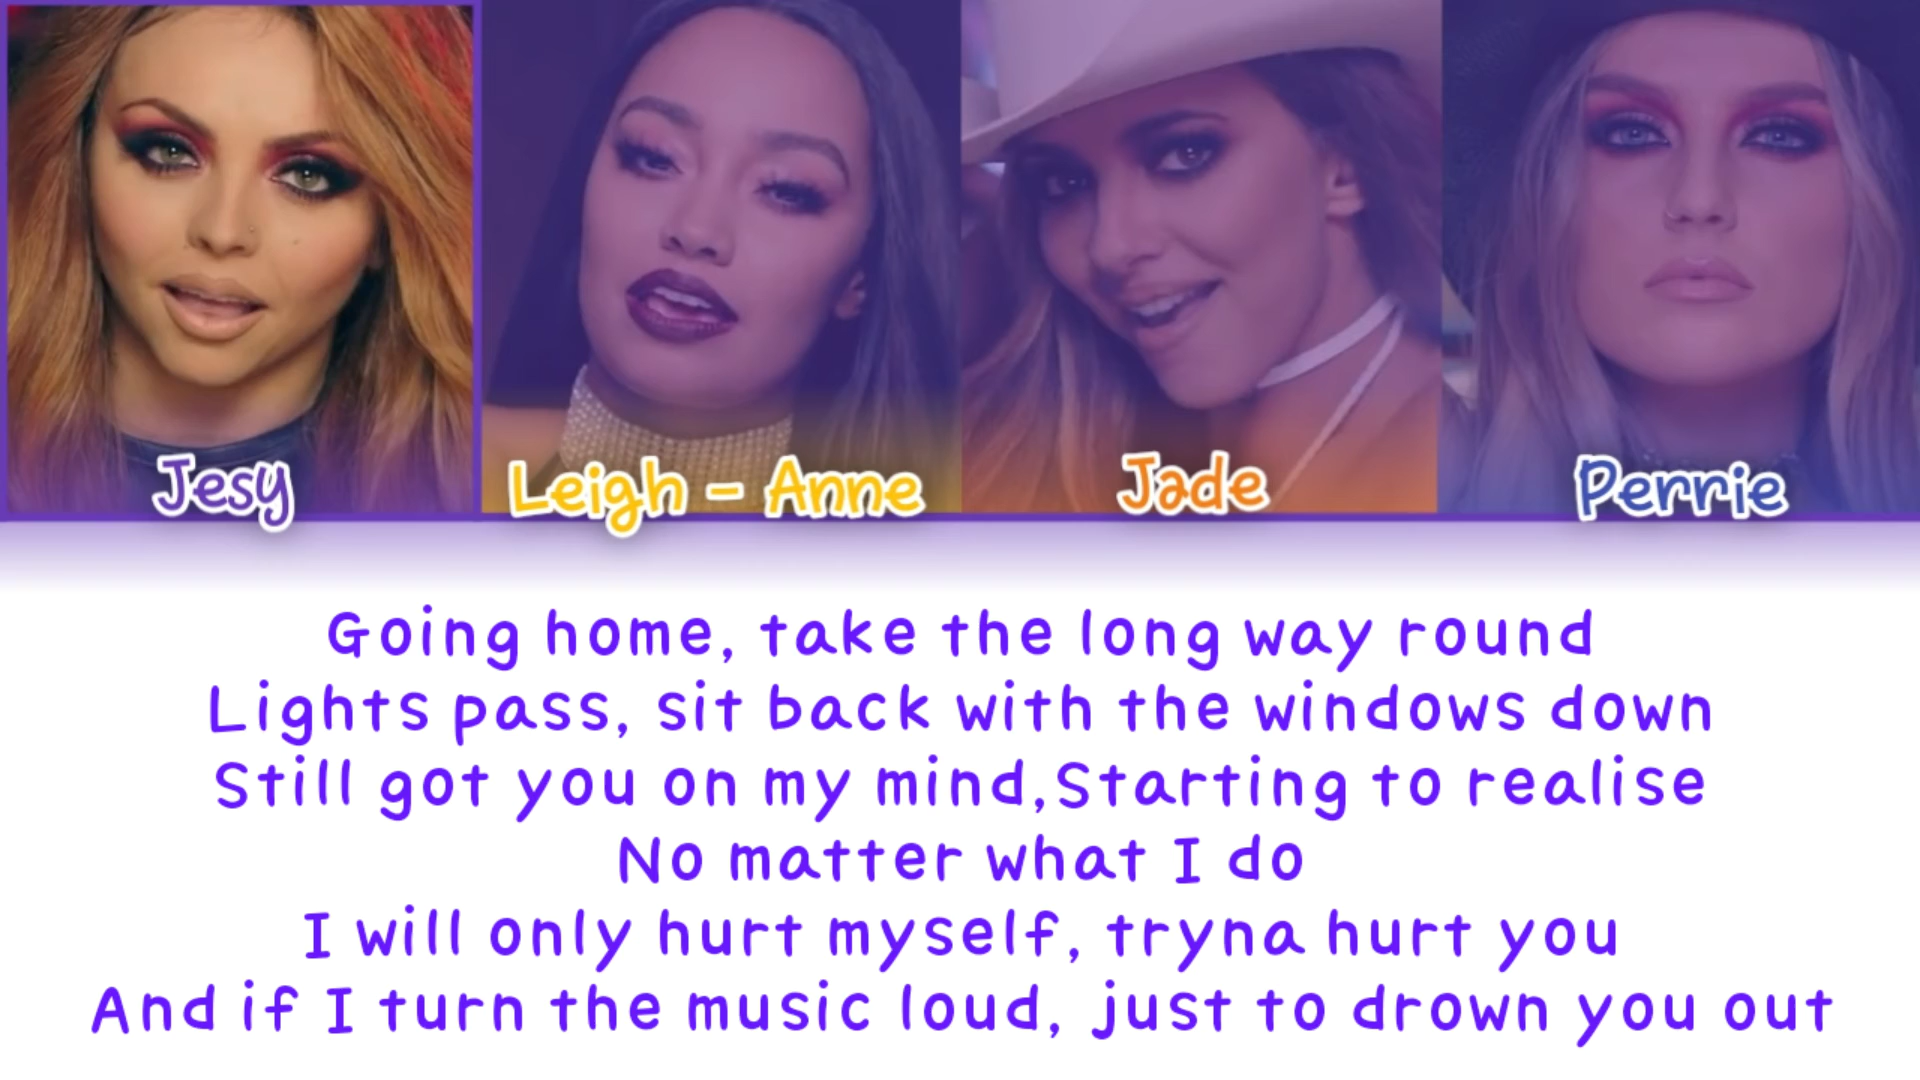 Jesy Leigh - Anne Jade Perrie
Going home, take the long way round
Lights pass, sit back with the windows down
Still got you on my mind,Starting to realise
No matter what I do
I will only hurt myself, tryna hurt you
And if I turn the music loud, just to drown you out